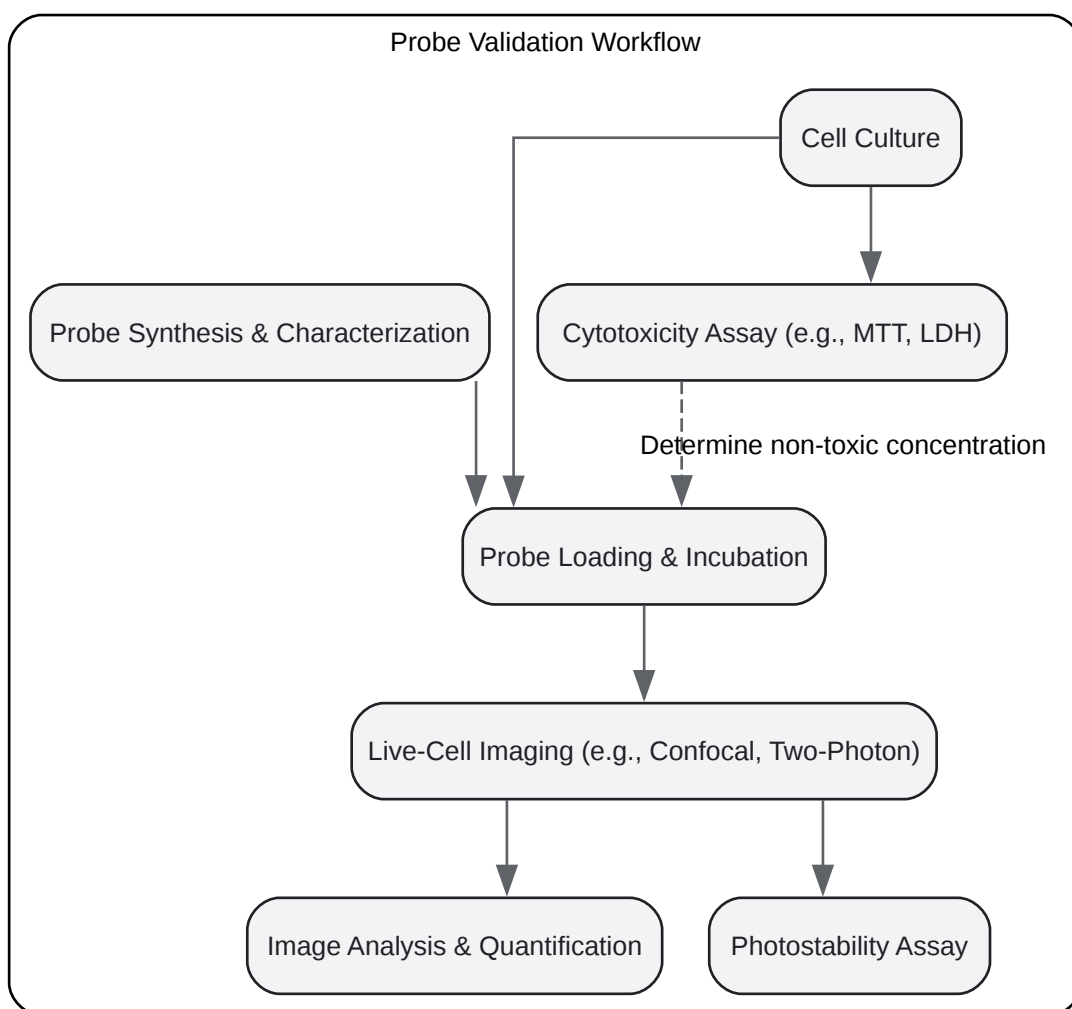 Probe Validation Workflow
Cell Culture
Probe Synthesis & Characterization
Cytotoxicity Assay (e.g., MTT, LDH)
Determine non-toxic concentration
Probe Loading & Incubation
Live-Cell Imaging (e.g., Confocal, Two-Photon)
Image Analysis & Quantification
Photostability Assay